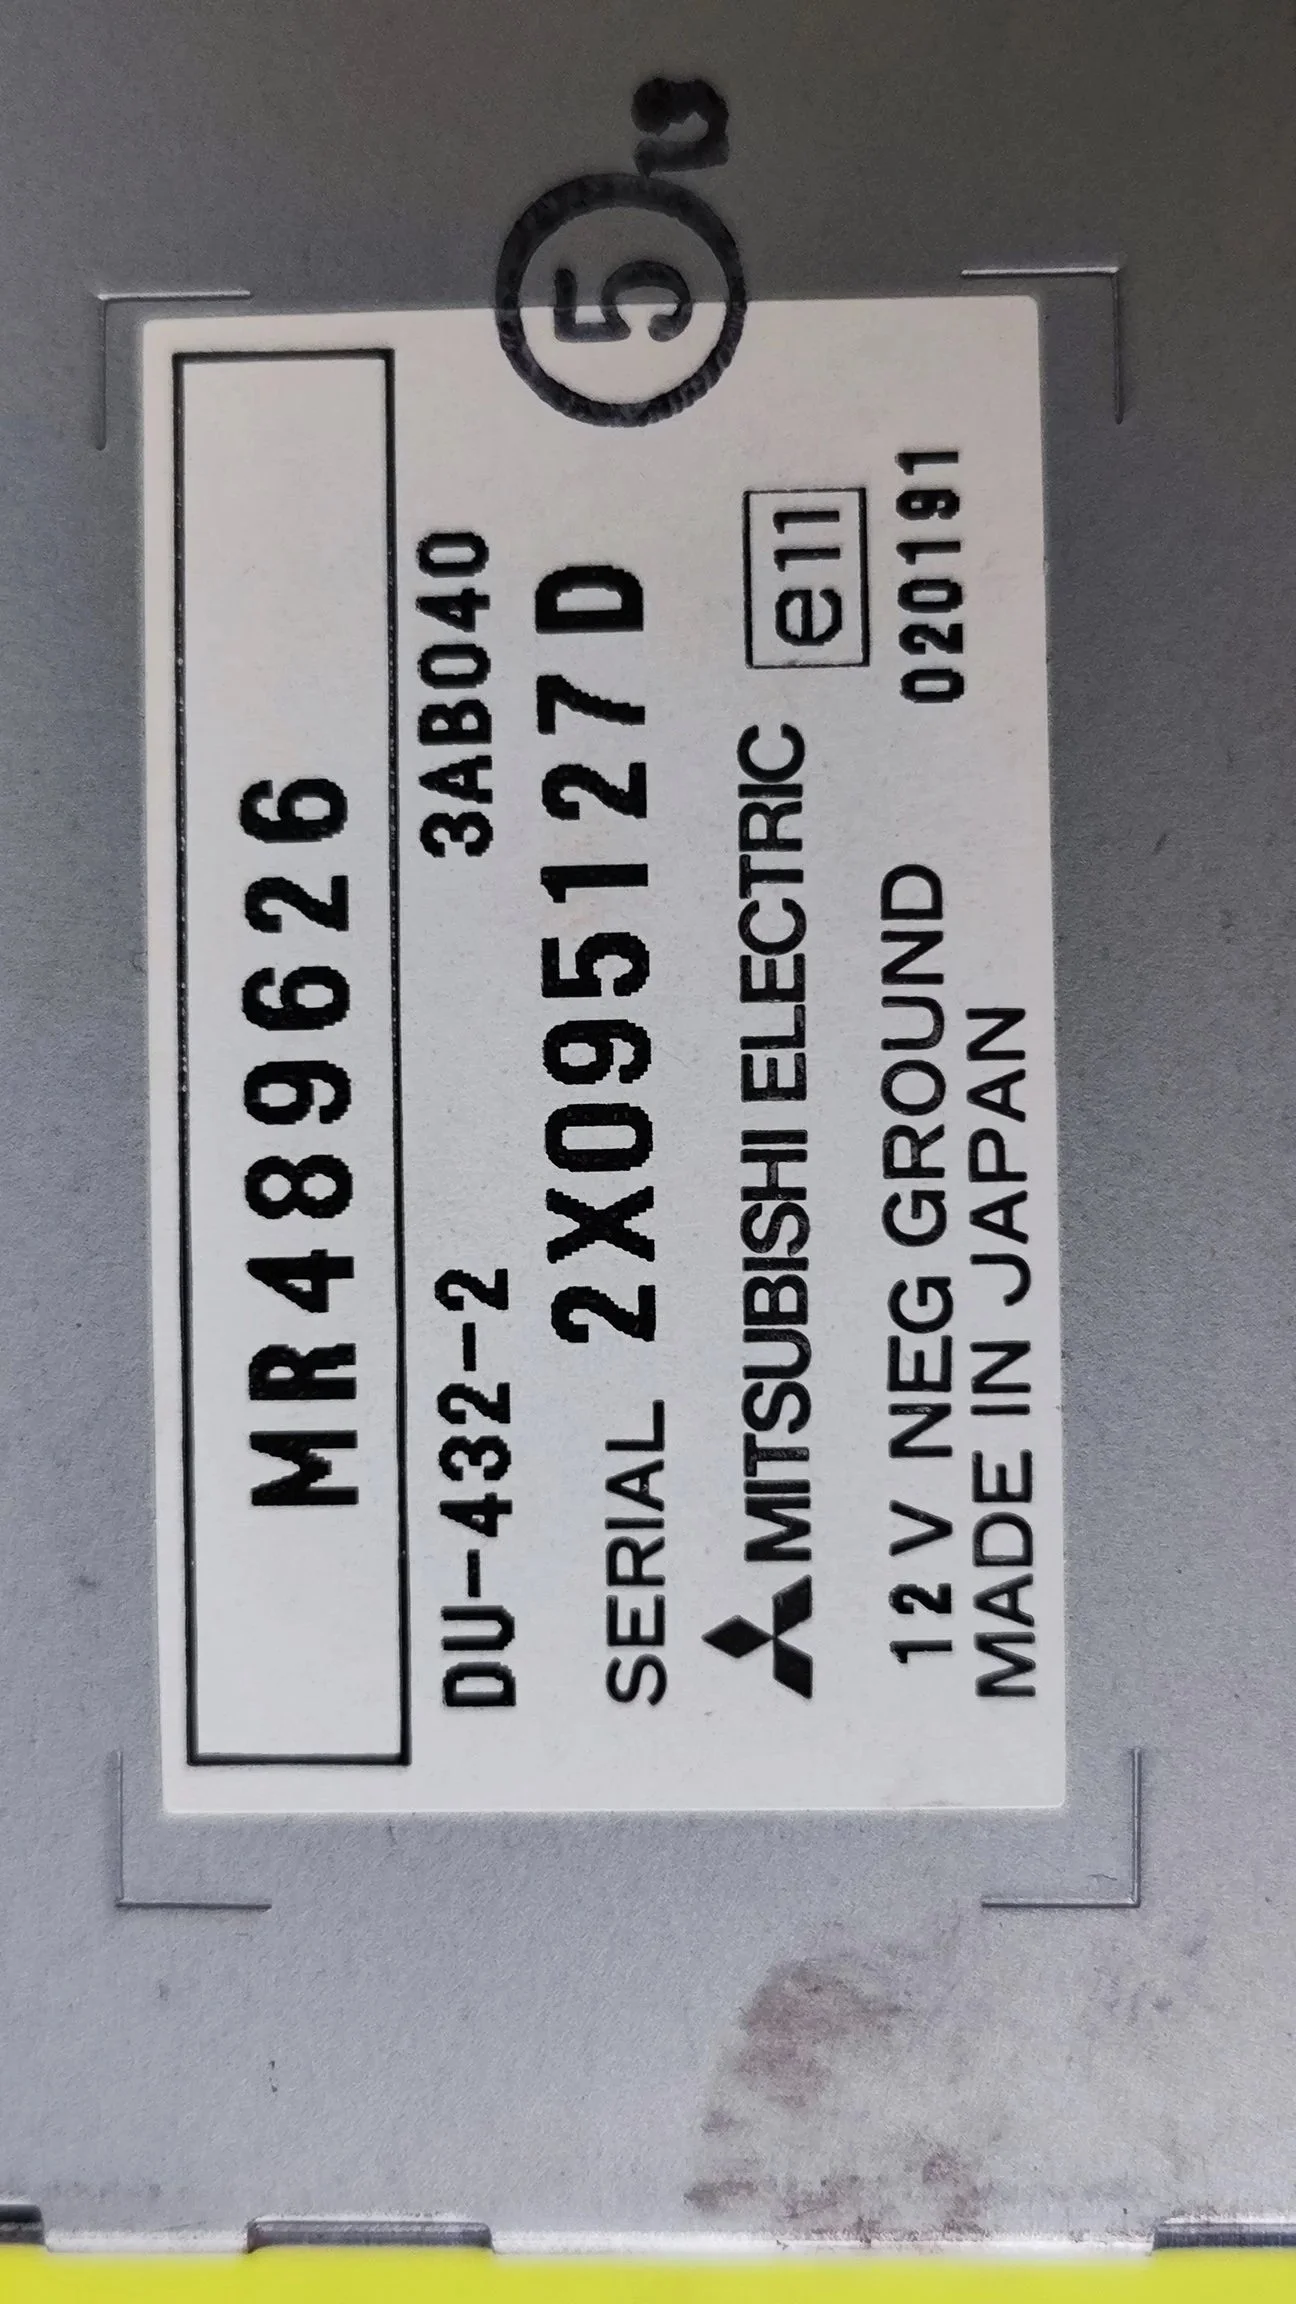 MR489626
DU-432-2 3AB040
SERIAL 2X095127D
MITSUBISHI ELECTRIC e11
12 V NEG GROUND 020191
MADE IN JAPAN
5